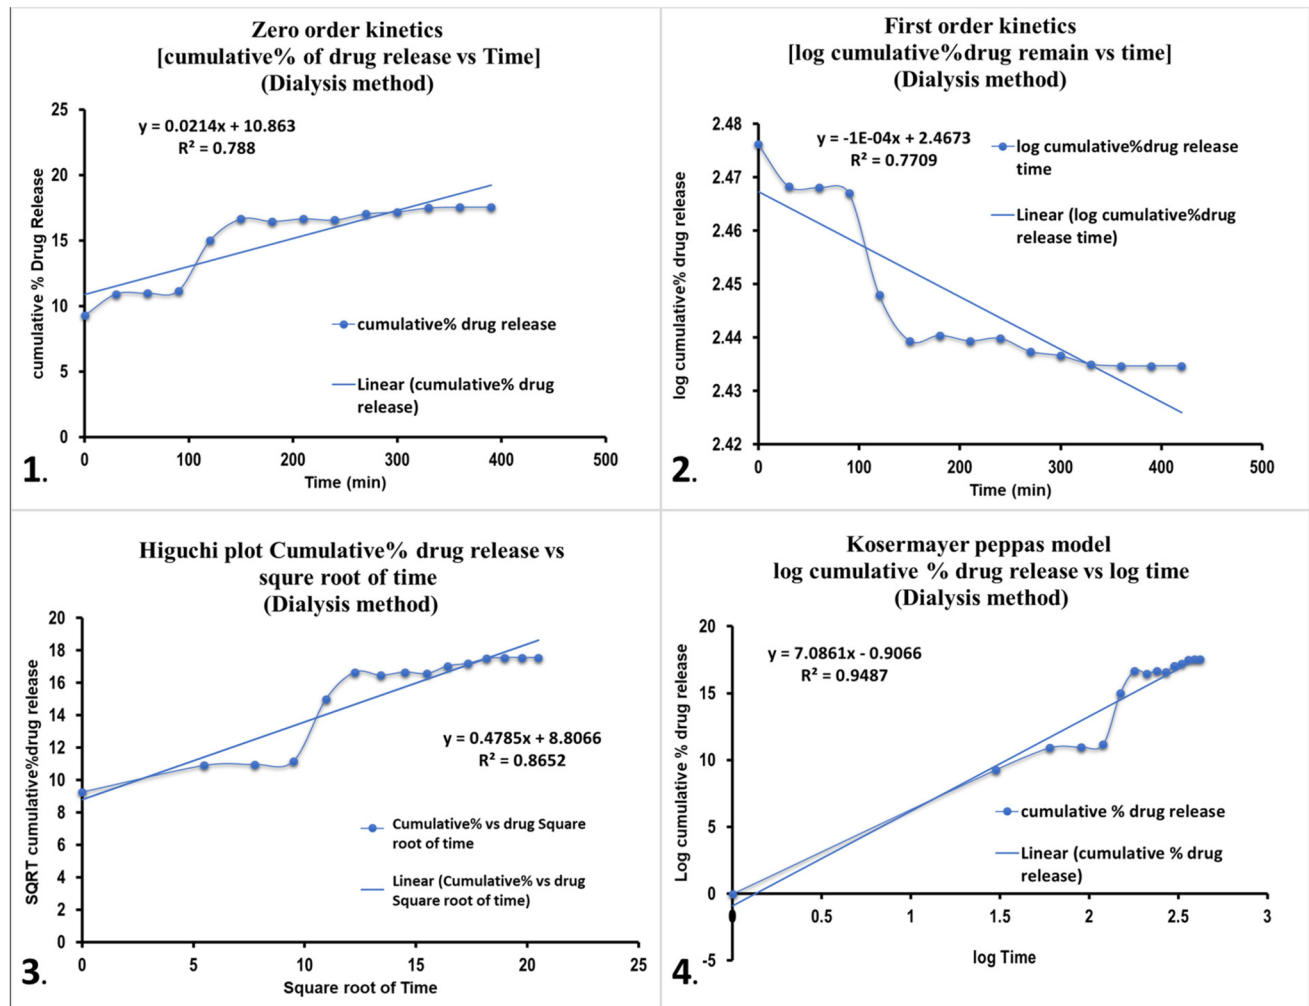 Zero order kinetics
[cumulative% of drug release vs Time]
(Dialysis method)
25
20
15
10
5
0
cumulative % Drug Release
y = 0.0214x + 10.863
R² = 0.788
cumulative% drug release
Linear (cumulative% drug
release)
0 100 200 300 400 500
Time (min)
1.
First order kinetics
[log cumulative%drug remain vs time]
(Dialysis method)
2.48
2.47
2.46
2.45
2.44
2.43
2.42
log cumulative% drug release
y = -1E-04x + 2.4673
R² = 0.7709
log cumulative%drug release
time
Linear (log cumulative%drug
release time)
0 100 200 300 400 500
Time (min)
2.
Higuchi plot Cumulative% drug release vs
squre root of time
(Dialysis method)
20
18
16
14
12
10
8
6
4
2
0
SQRT cumulative%drug release
y = 0.4785x + 8.8066
R² = 0.8652
Cumulative% vs drug Square
root of time
Linear (Cumulative% vs drug
Square root of time)
0 5 10 15 20 25
Square root of Time
3.
Kosermayer peppas model
log cumulative % drug release vs log time
(Dialysis method)
20
15
10
5
0
-5
Log cumulative % drug release
y = 7.0861x - 0.9066
R² = 0.9487
cumulative % drug release
Linear (cumulative % drug
release)
0 0.5 1 1.5 2 2.5 3
log Time
4.